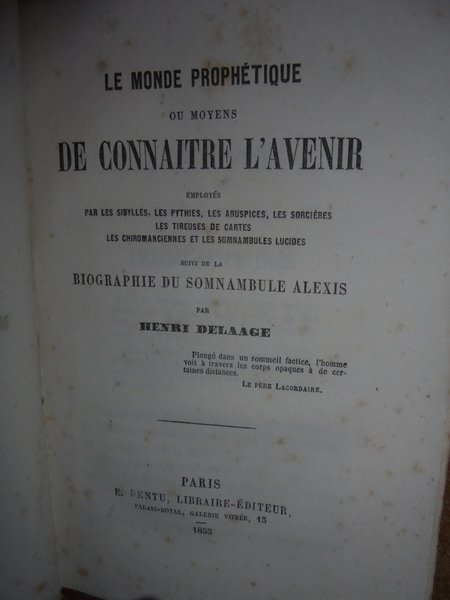 LE MONDE PROPHÉTIQUE
OU MOYENS
DE CONNAITRE L'AVENIR
EMPLOYÉS
PAR LES SIBYLLES, LES PYTHIES, LES ARUSPICES, LES SORCIÈRES
LES TIREUSES DE CARTES
LES CHIROMANCIENNES ET LES SOMNAMBULES LUCIDES
SUIVI DE LA
BIOGRAPHIE DU SOMNAMBULE ALEXIS
PAR
HENRI DELAAGE
Plongé dans un sommeil factice, l'homme
voit à travers les corps opaques à de cer-
taines distances.
LE PÈRE LACORDAIRE.
PARIS
E. DENTU, LIBRAIRE-ÉDITEUR,
PALAIS-ROYAL, GALERIE VITRÉE, 13
1853